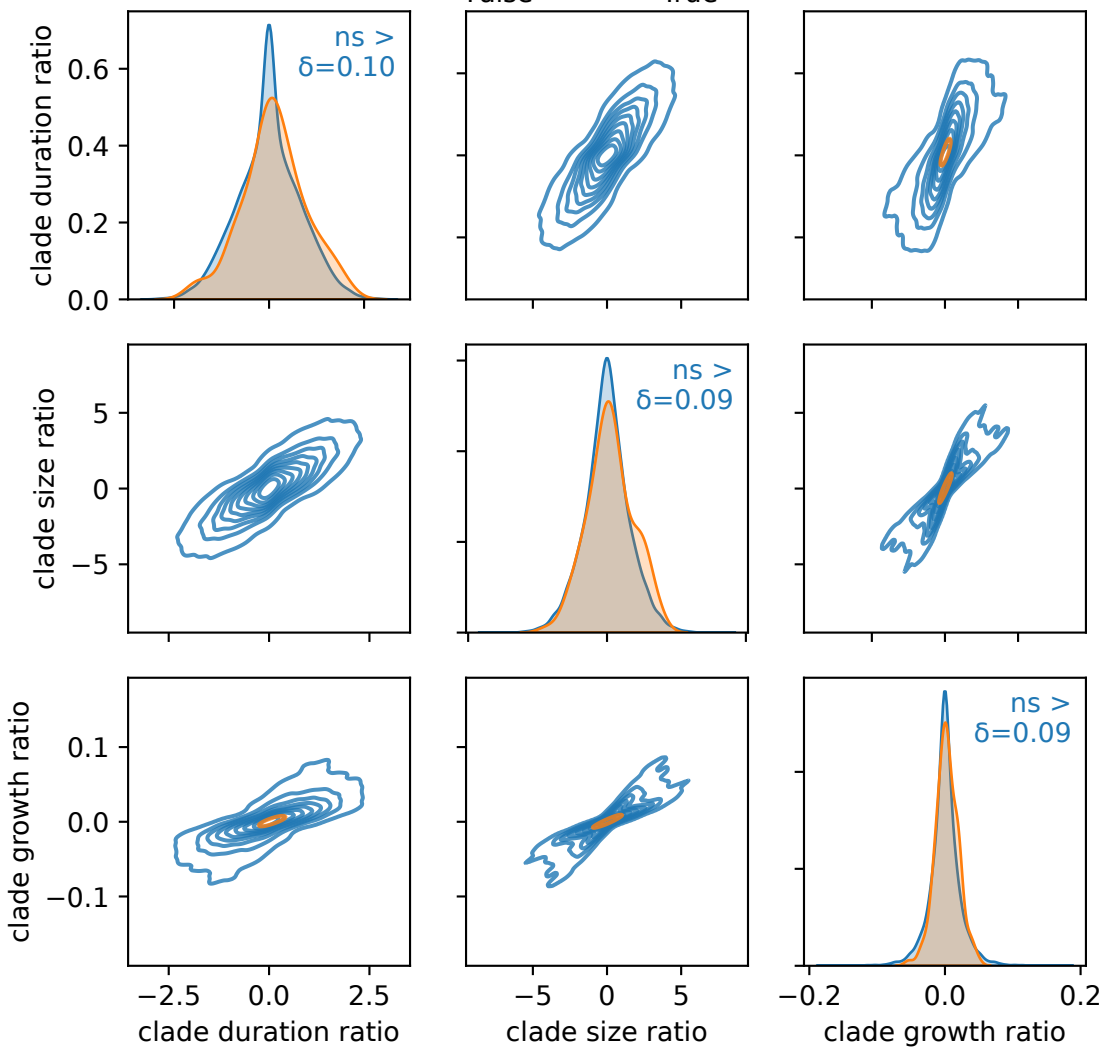 clade duration ratio
0.6
0.4
0.2
0.0
ns >
δ=0.10
−5
0
5
clade size ratio
5
0
−5
ns >
δ=0.09
clade growth ratio
0.1
0.0
−0.1
ns >
δ=0.09
−2.5
0.0
2.5
−5
0
5
−0.2
0.0
0.2
clade duration ratio
clade size ratio
clade growth ratio